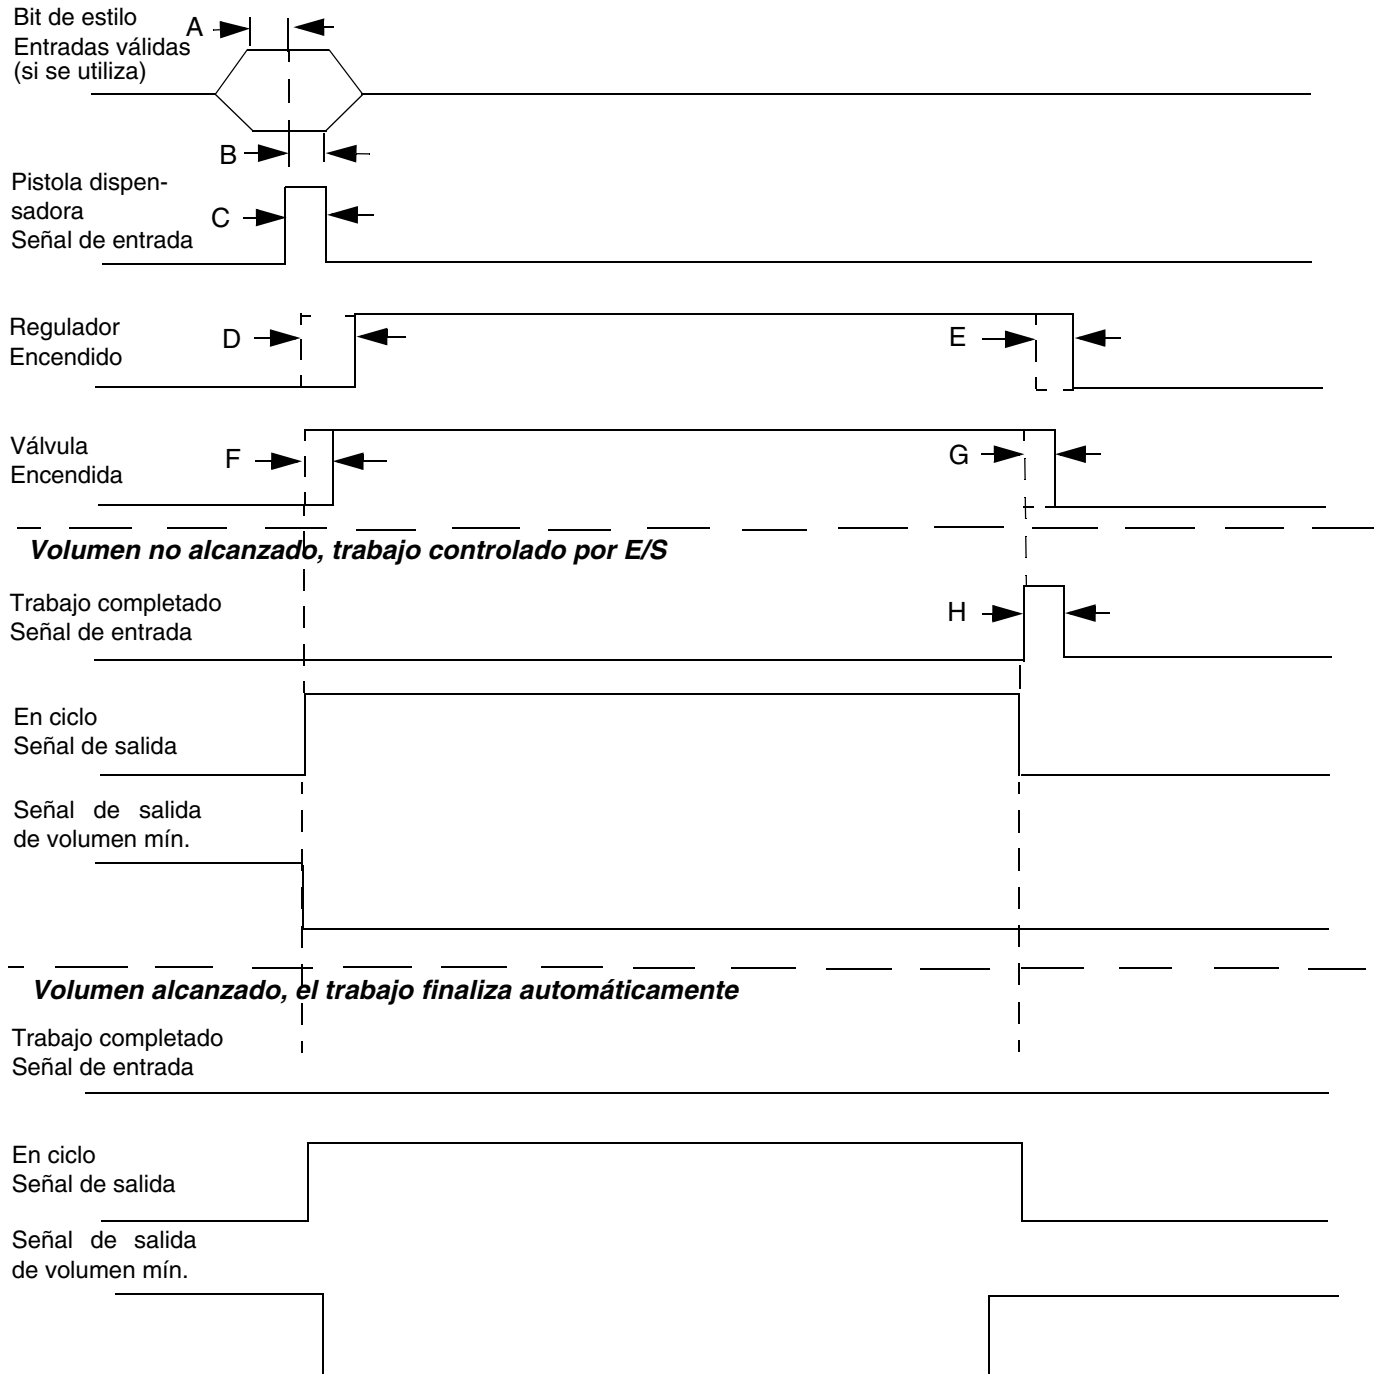 Bit de estilo
A
Entradas válidas
(si se utiliza)
B
Pistola dispen-
sadora
C
Señal de entrada
Regulador
D
E
Encendido
Válvula
F
G
Encendida
Volumen no alcanzado, trabajo controlado por E/S
Trabajo completado
H
Señal de entrada
En ciclo
Señal de salida
Señal de salida
de volumen mín.
Volumen alcanzado, el trabajo finaliza automáticamente
Trabajo completado
Señal de entrada
En ciclo
Señal de salida
Señal de salida
de volumen mín.